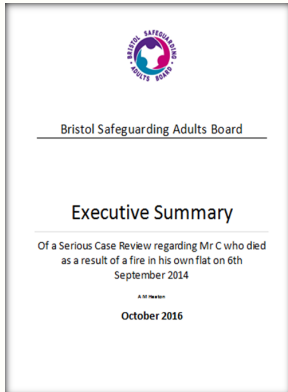 BRISTOL SAFEGUARDING
ADULTS BOARD
Bristol Safeguarding Adults Board
Executive Summary
Of a Serious Case Review regarding Mr C who died
as a result of a fire in his own flat on 6th
September 2014
A M Heaton
October 2016